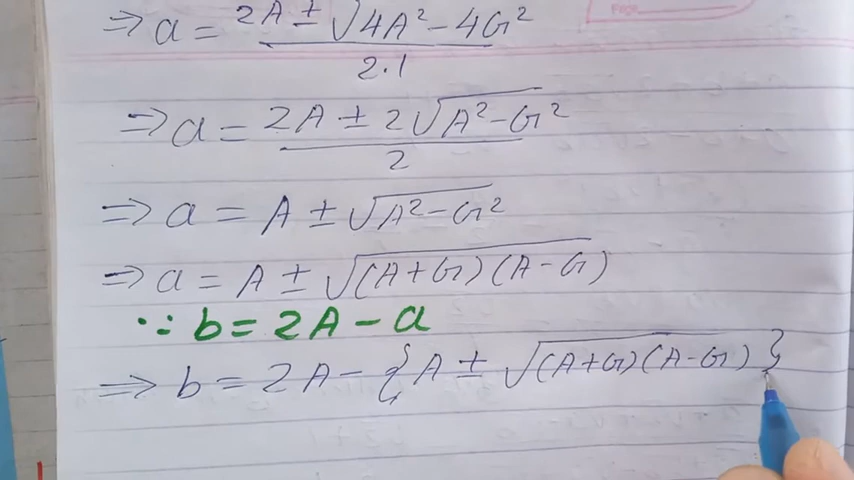 ⇒ a = 2A ± √4A² - 4G² / 2·1
⇒ a = 2A ± 2√A² - G² / 2
⇒ a = A ± √A² - G²
⇒ a = A ± √(A+G)(A-G)
∵ b = 2A - a
⇒ b = 2A - {A ± √(A+G)(A-G)}